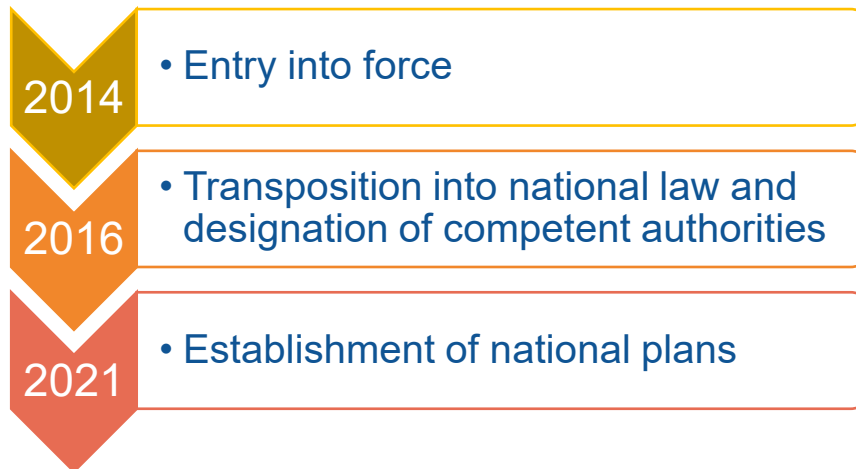 2014
• Entry into force
2016
• Transposition into national law and
designation of competent authorities
2021
• Establishment of national plans